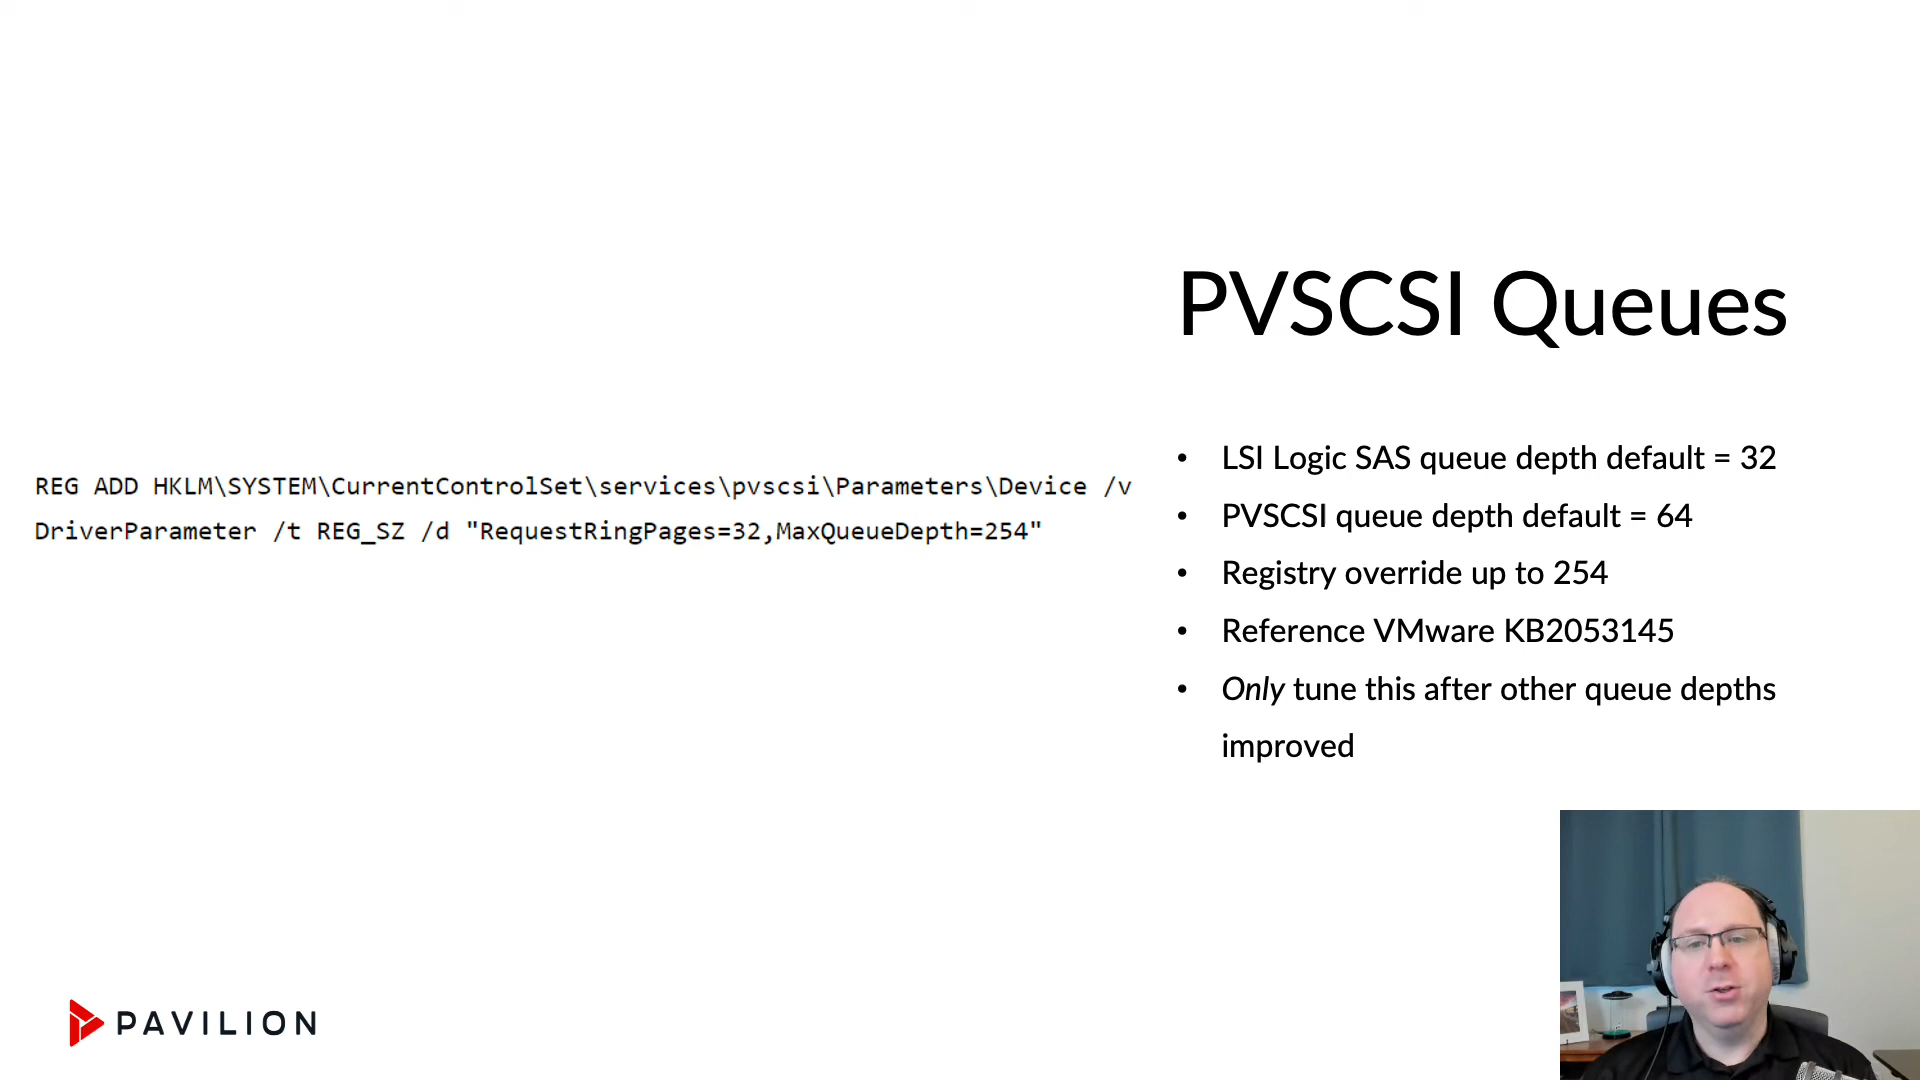 PVSCSI Queues
REG ADD HKLM\SYSTEM\CurrentControlSet\services\pvscsi\Parameters\Device /v
DriverParameter /t REG_SZ /d "RequestRingPages=32,MaxQueueDepth=254"
• LSI Logic SAS queue depth default = 32
• PVSCSI queue depth default = 64
• Registry override up to 254
• Reference VMware KB2053145
• Only tune this after other queue depths
improved
PAVILION